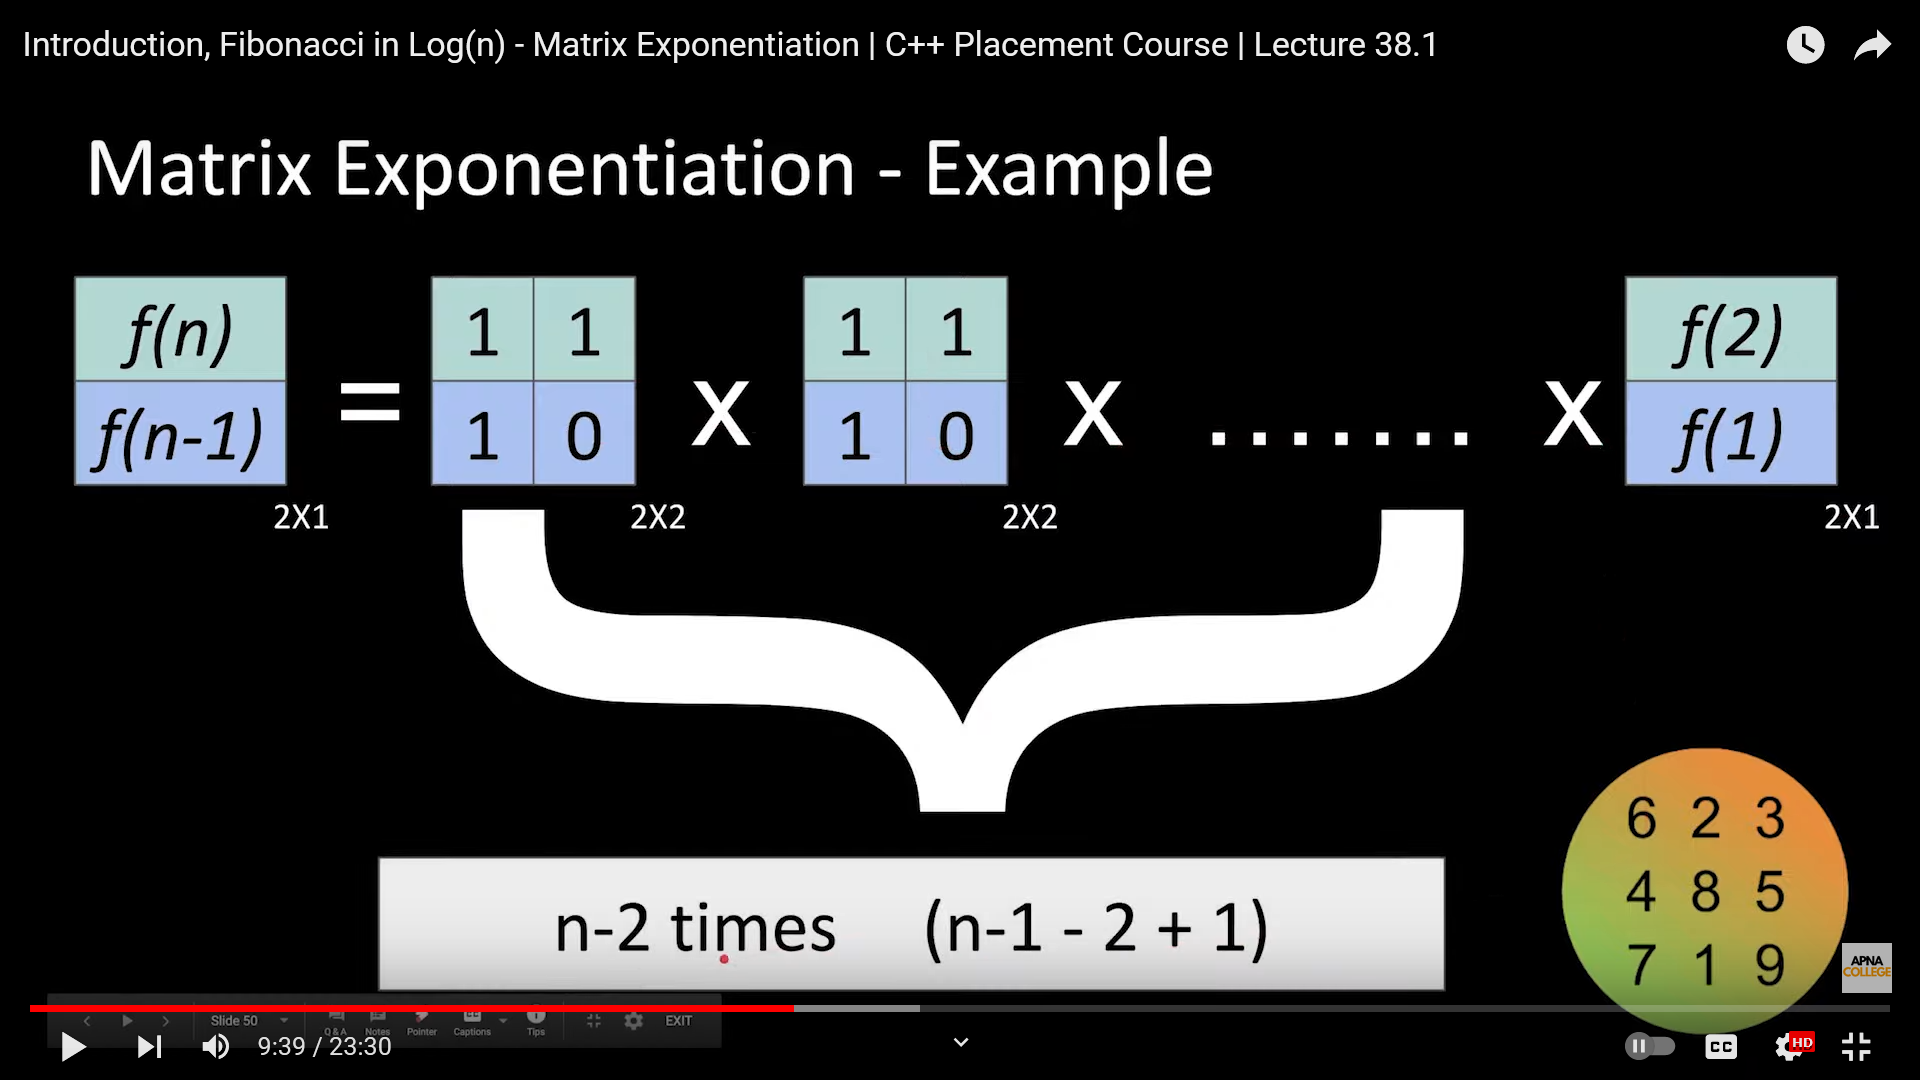 Introduction, Fibonacci in Log(n) - Matrix Exponentiation | C++ Placement Course | Lecture 38.1
Matrix Exponentiation - Example
f(n)
f(n-1)
2X1
=
1 1
1 0
2X2
x
1 1
1 0
2X2
x
.......
x
f(2)
f(1)
2X1
n-2 times (n-1 - 2 + 1)
6 2 3
4 8 5
7 1 9
APNA
COLLEGE
Slide 50
Q & A
Notes
Pointer
Captions
Tips
EXIT
9:39 / 23:30
CC
HD